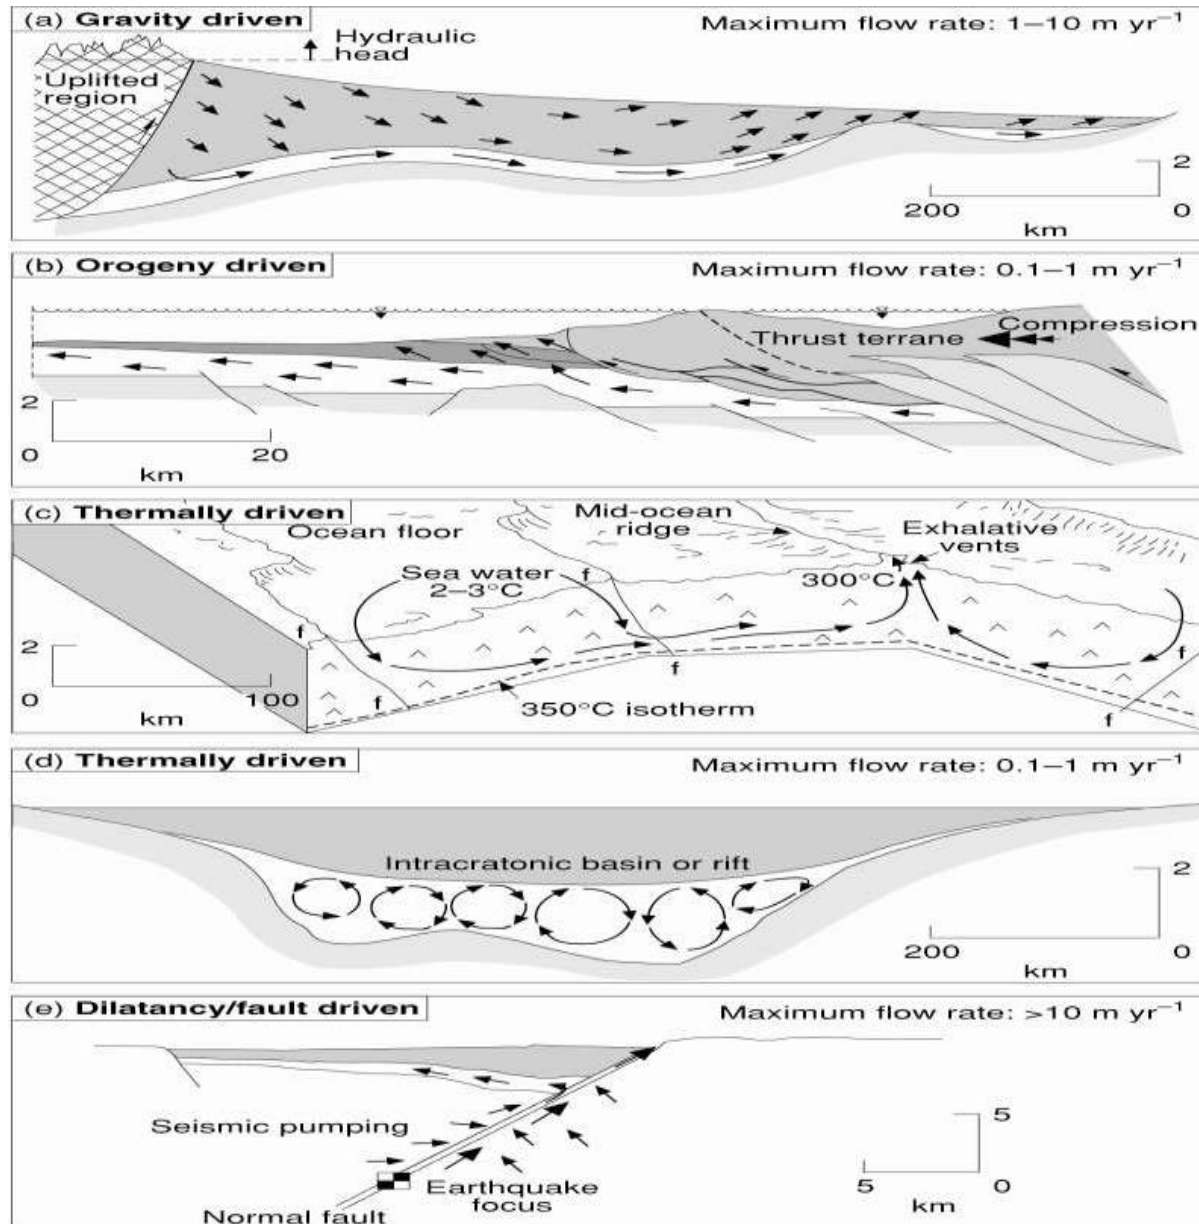 (a) Gravity driven
Maximum flow rate: 1–10 m yr⁻¹
Hydraulic
head
Uplifted
region
2
200
0
km
(b) Orogeny driven
Maximum flow rate: 0.1–1 m yr⁻¹
Compression
Thrust terrane
2
0
20
km
(c) Thermally driven
Ocean floor
Mid-ocean
ridge
Exhalative
vents
Sea water
2–3°C
f
300°C
f
2
0
100
km
f
350°C isotherm
f
(d) Thermally driven
Maximum flow rate: 0.1–1 m yr⁻¹
Intracratonic basin or rift
2
200
0
km
(e) Dilatancy/fault driven
Maximum flow rate: >10 m yr⁻¹
Seismic pumping
5
Earthquake
focus
5
0
km
Normal fault